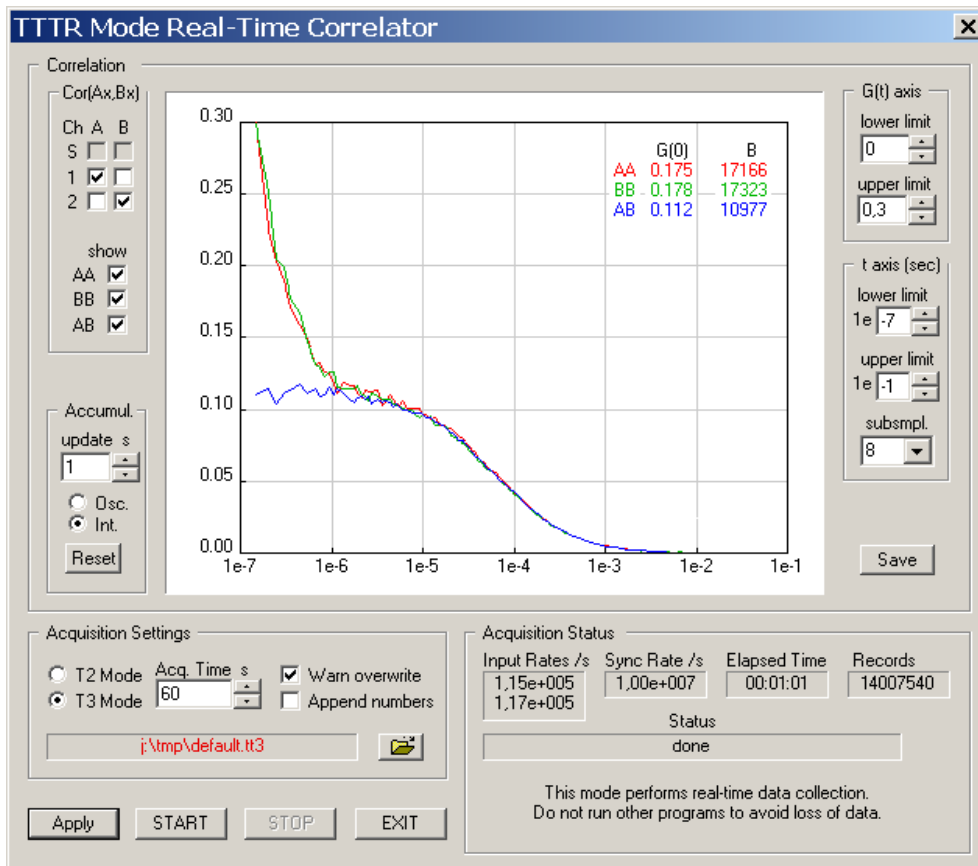 TTTR Mode Real-Time Correlator
Correlation
Cor(Ax,Bx)
Ch A B
S
1
2
show
AA
BB
AB
Accumul.
update s
1
Osc.
Int.
Reset
0.30
0.25
0.20
0.15
0.10
0.05
0.00
1e-7 1e-6 1e-5 1e-4 1e-3 1e-2 1e-1
G(0) B
AA 0.175 17166
BB 0.178 17323
AB 0.112 10977
G(t) axis
lower limit
0
upper limit
0,3
t axis (sec)
lower limit
1e -7
upper limit
1e -1
subsmpl.
8
Save
Acquisition Settings
T2 Mode
T3 Mode
Acq. Time s
60
Warn overwrite
Append numbers
j:\tmp\default.tt3
Apply START STOP EXIT
Acquisition Status
Input Rates /s Sync Rate /s Elapsed Time Records
1,15e+005 1,00e+007 00:01:01 14007540
1,17e+005
Status
done
This mode performs real-time data collection.
Do not run other programs to avoid loss of data.